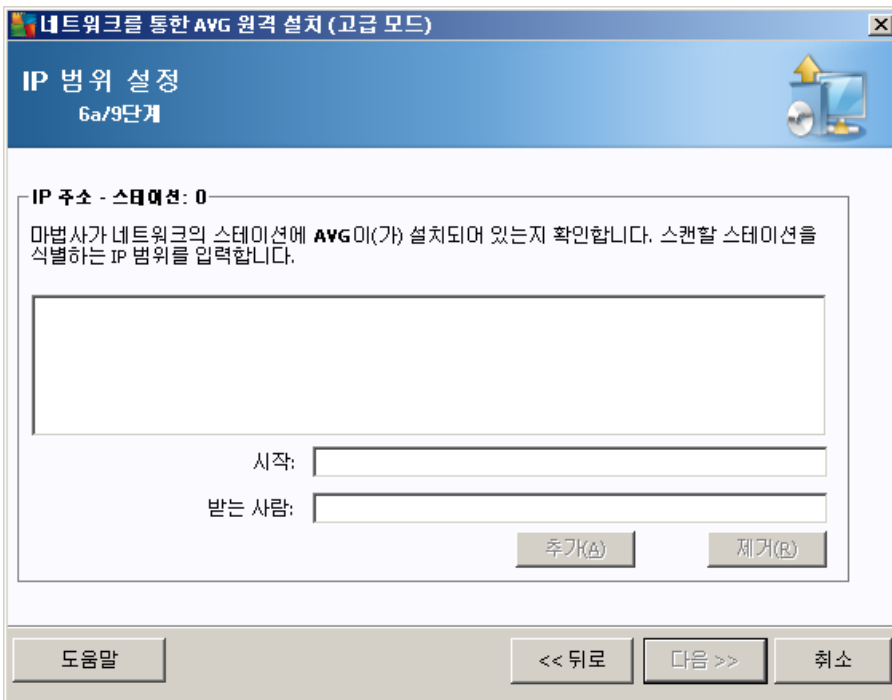 네트워크를 통한 AVG 원격 설치 (고급 모드)
IP 범위 설정
6a/9단계
IP 주소 - 스테이션: 0
마법사가 네트워크의 스테이션에 AVG이(가) 설치되어 있는지 확인합니다. 스캔할 스테이션을
식별하는 IP 범위를 입력합니다.
시작:
받는 사람:
추가(A)
제거(R)
도움말
<< 뒤로
다음 >>
취소